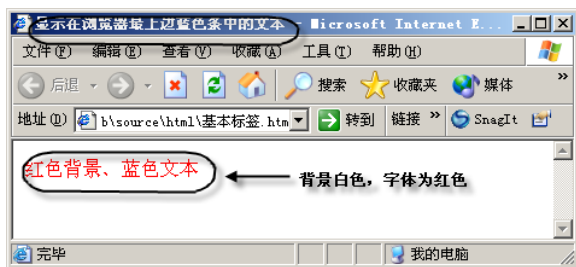 显示在浏览器最上边蓝色条中的文本 - Microsoft Internet E...
文件(F) 编辑(E) 查看(V) 收藏(A) 工具(T) 帮助(H)
后退 搜索 收藏夹 媒体 »
地址(D) b\source\html\基本标签.htm 转到 链接 » SnagIt
红色背景、蓝色文本
背景白色，字体为红色
完毕 我的电脑